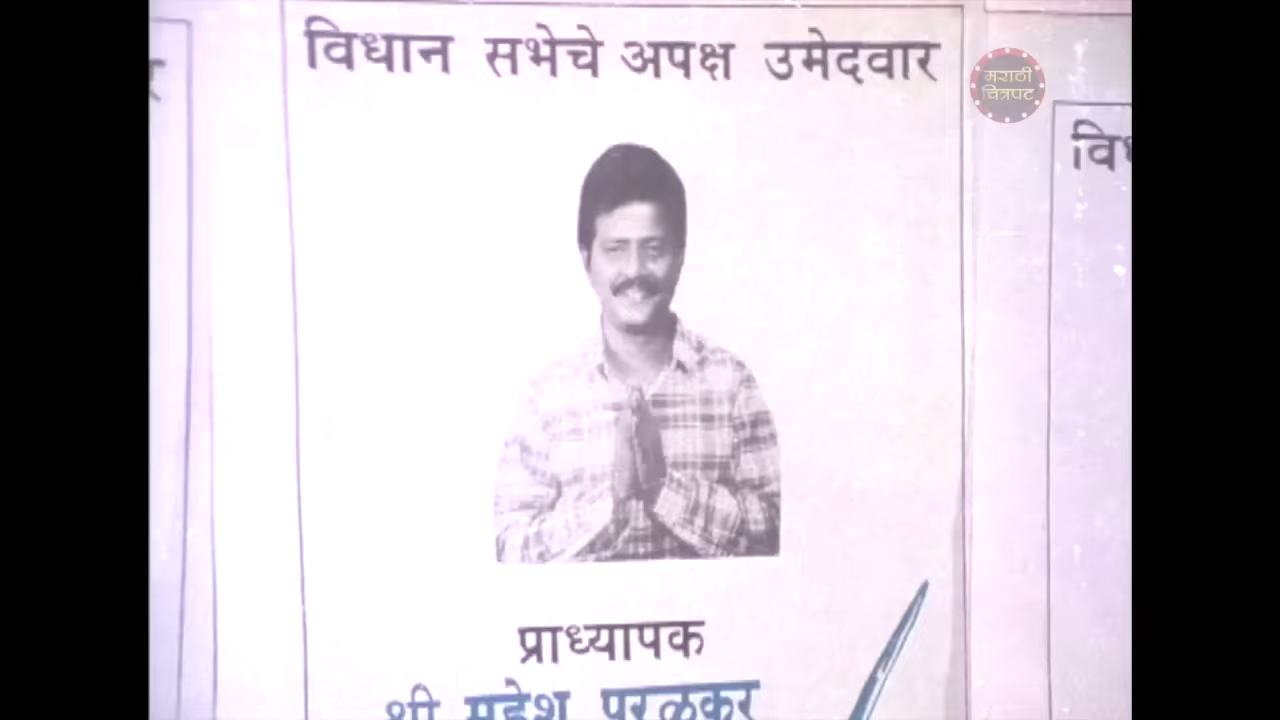 विधान सभेचे अपक्ष उमेदवार
मराठी
चित्रपट
प्राध्यापक
श्री महेश परळकर